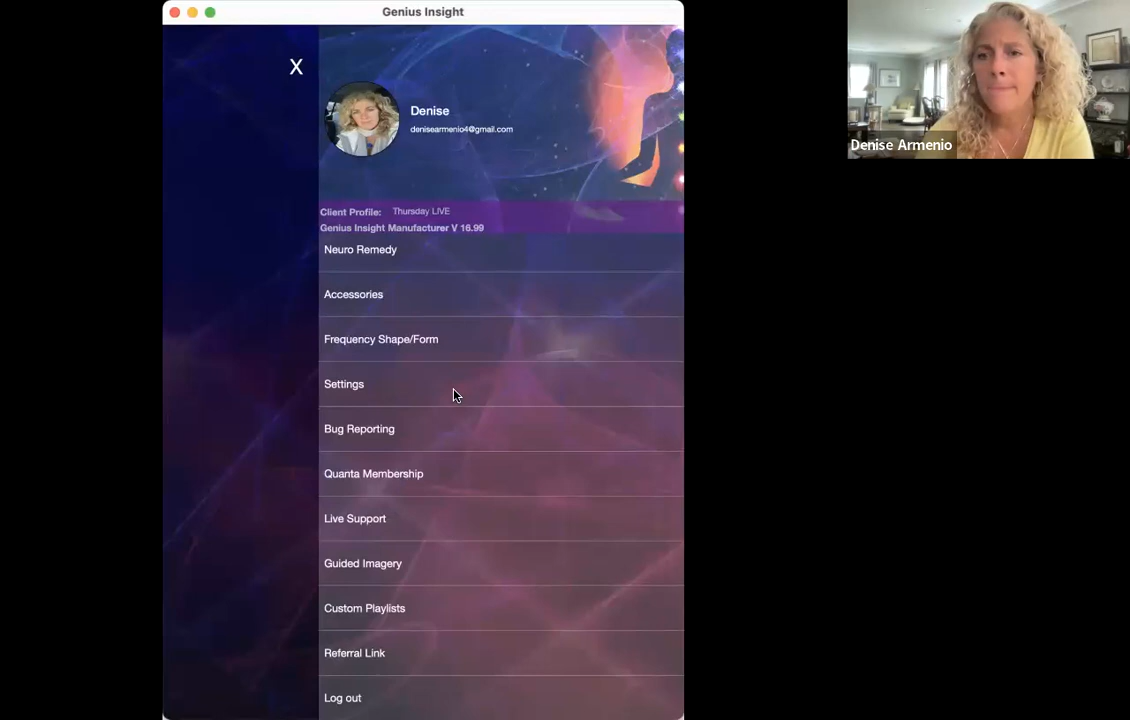 Genius Insight
X
Denise
denisearmenio4@gmail.com
Client Profile: Thursday LIVE
Genius Insight Manufacturer V 16.99
Neuro Remedy
Accessories
Frequency Shape/Form
Settings
Bug Reporting
Quanta Membership
Live Support
Guided Imagery
Custom Playlists
Referral Link
Log out
Denise Armenio